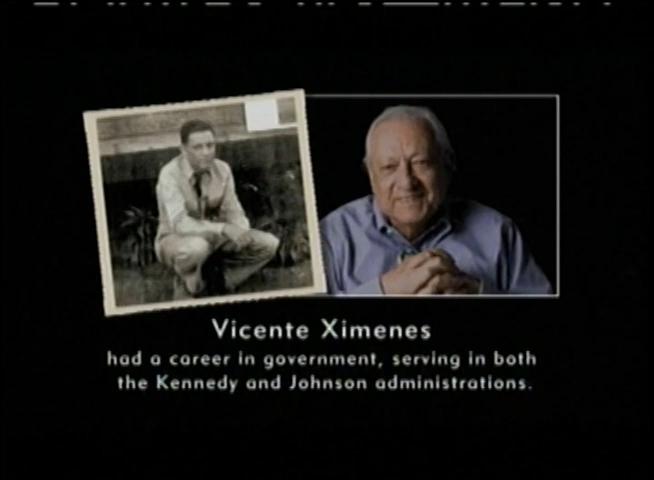 Vicente Ximenes
had a career in government, serving in both
the Kennedy and Johnson administrations.